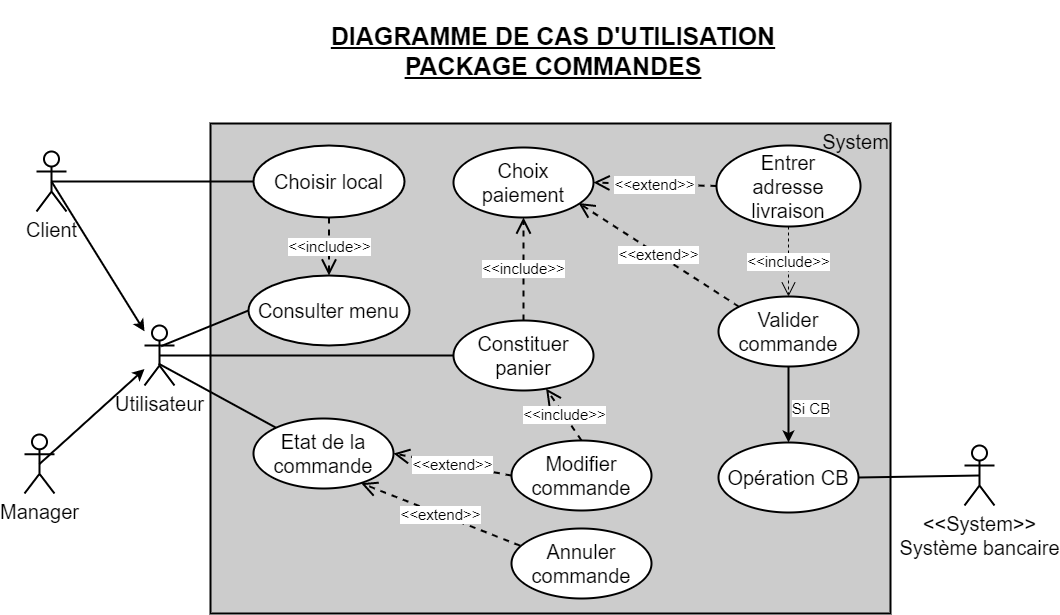 DIAGRAMME DE CAS D'UTILISATION
PACKAGE COMMANDES
System
Client
Choisir local
<<include>>
Consulter menu
Choix
paiement
<<extend>>
Entrer
adresse
livraison
<<include>>
<<extend>>
<<include>>
Utilisateur
Constituer
panier
Valider
commande
Si CB
<<include>>
Manager
Etat de la
commande
<<extend>>
Modifier
commande
<<extend>>
Annuler
commande
Opération CB
<<System>>
Système bancaire